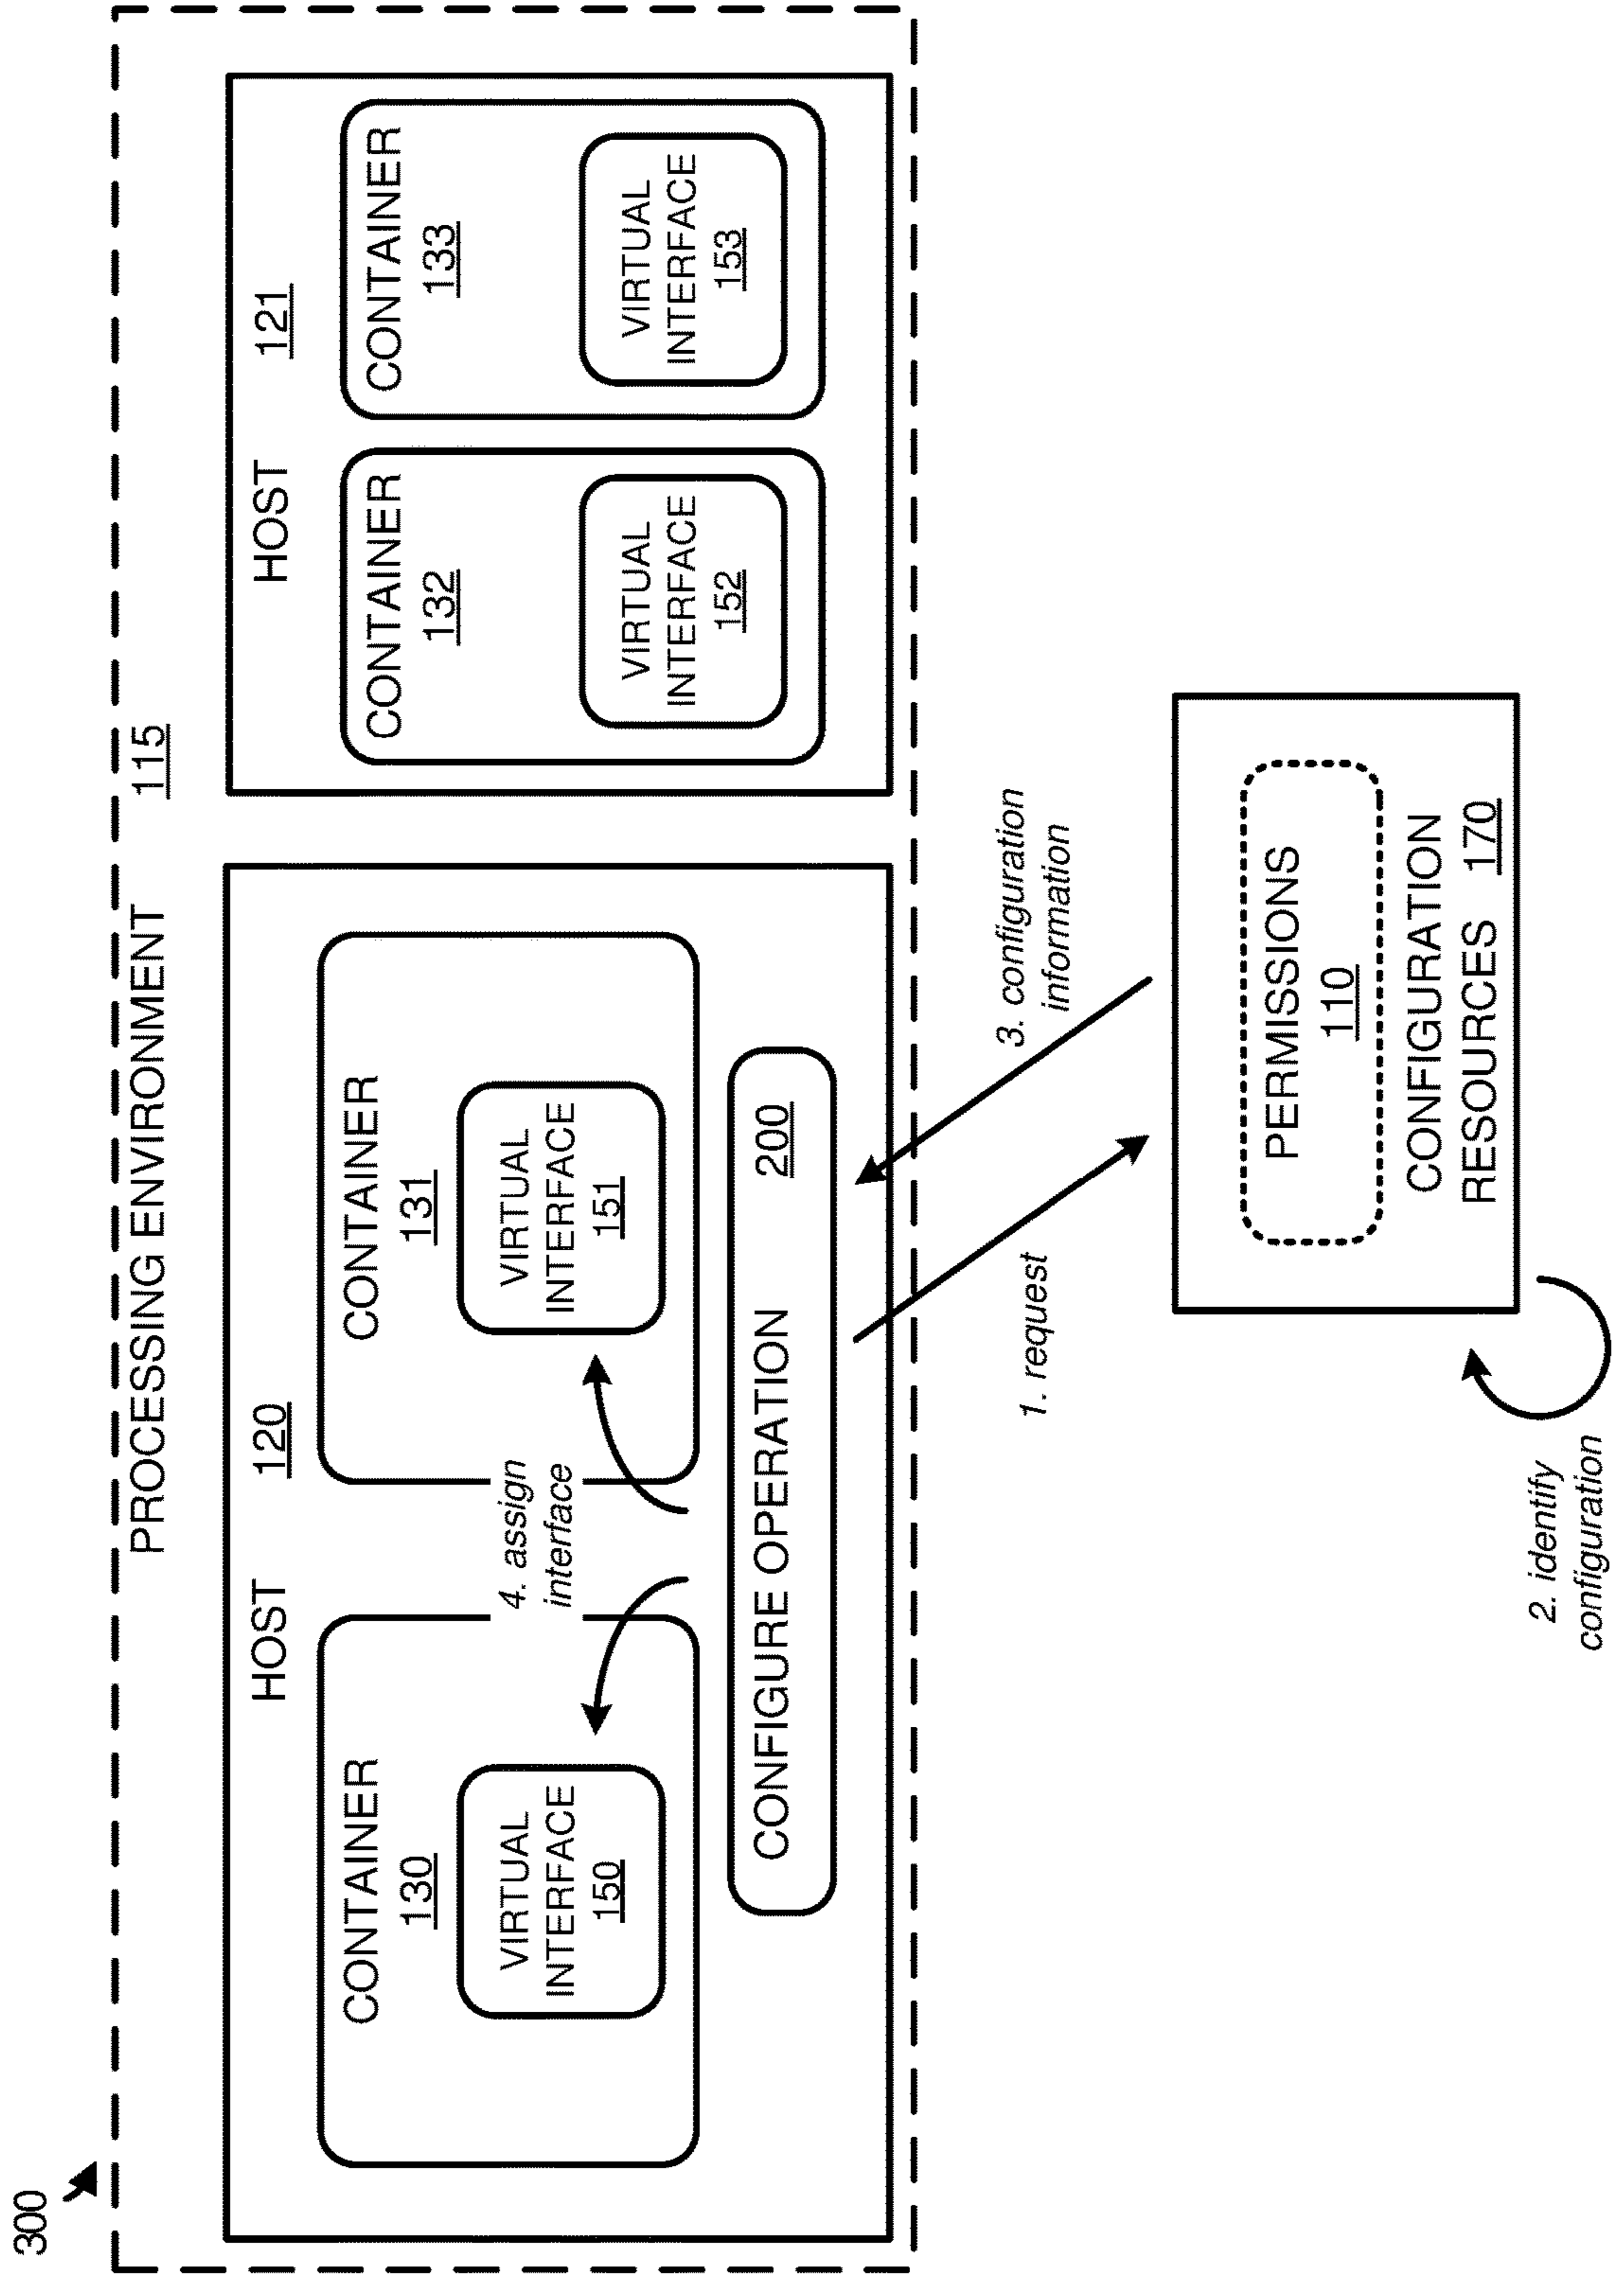 300
PROCESSING ENVIRONMENT 115
HOST 120
CONTAINER
130
VIRTUAL
INTERFACE
150
4. assign
interface
CONTAINER
131
VIRTUAL
INTERFACE
151
CONFIGURE OPERATION 200
HOST 121
CONTAINER
132
VIRTUAL
INTERFACE
152
CONTAINER
133
VIRTUAL
INTERFACE
153
1. request
3. configuration
information
2. identify
configuration
PERMISSIONS
110
CONFIGURATION
RESOURCES 170